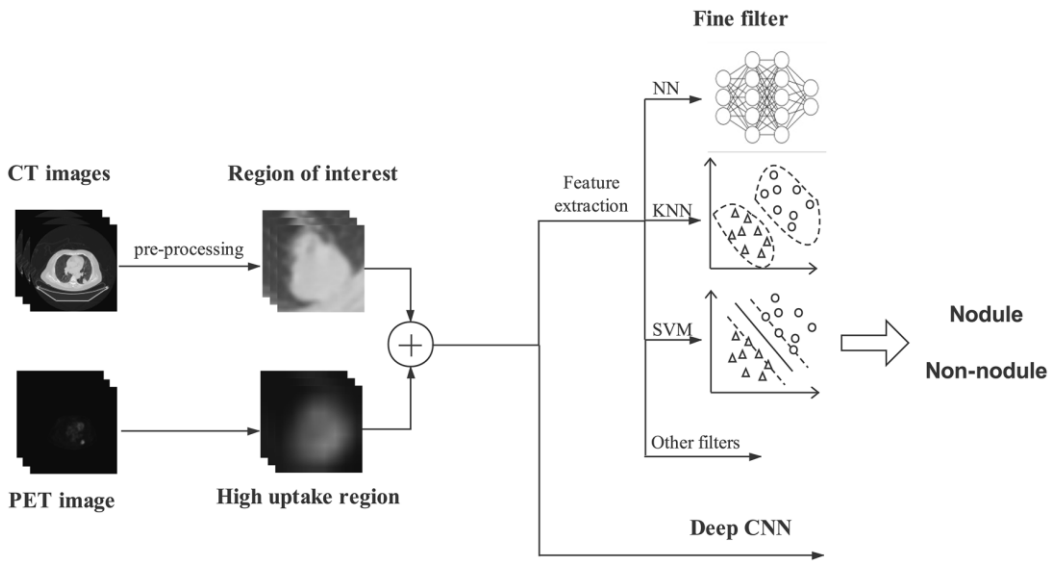 Fine filter
NN
CT images
Region of interest
Feature
extraction
KNN
pre-processing
SVM
Nodule
Non-nodule
Other filters
PET image
High uptake region
Deep CNN